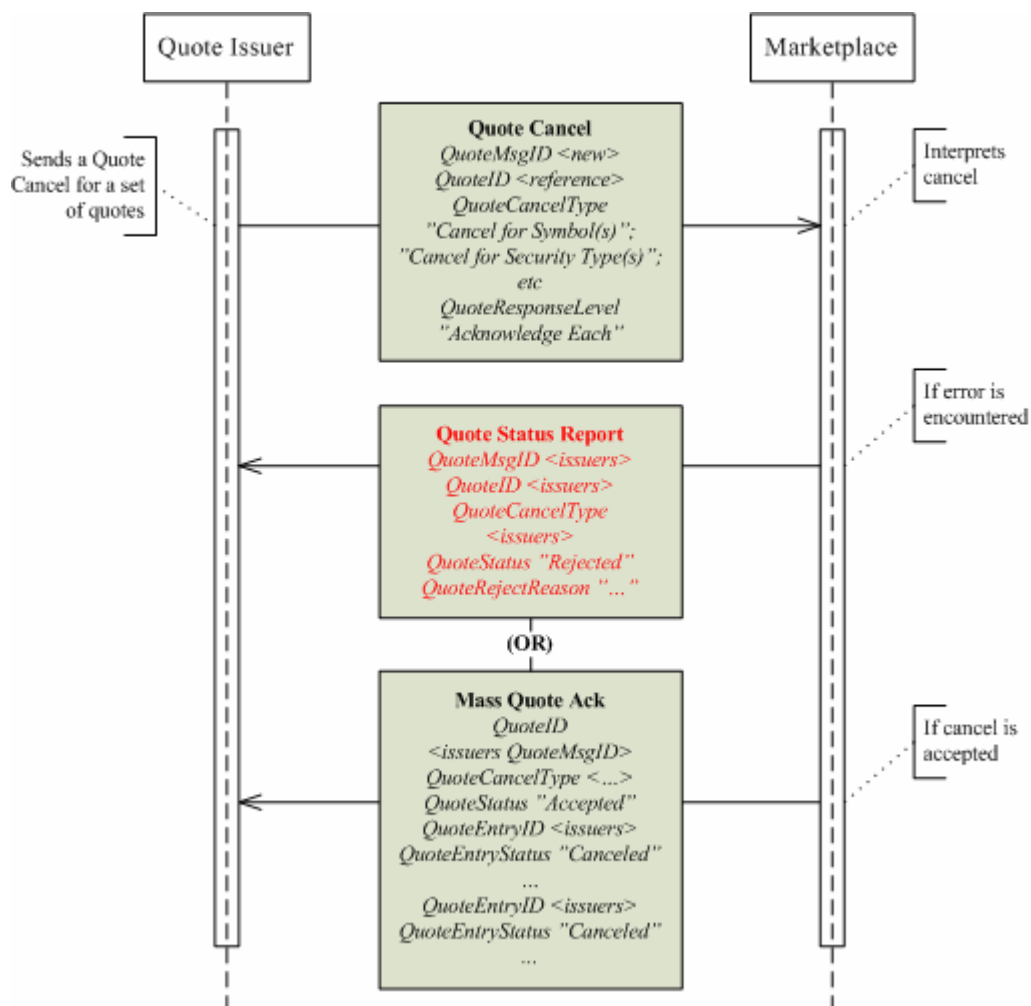 Quote Issuer
Marketplace
Sends a Quote
Cancel for a set
of quotes
Quote Cancel
QuoteMsgID <new>
QuoteID <reference>
QuoteCancelType
"Cancel for Symbol(s)";
"Cancel for Security Type(s)";
etc
QuoteResponseLevel
"Acknowledge Each"
Interprets
cancel
If error is
encountered
Quote Status Report
QuoteMsgID <issuers>
QuoteID <issuers>
QuoteCancelType
<issuers>
QuoteStatus "Rejected"
QuoteRejectReason "..."
(OR)
Mass Quote Ack
QuoteID
<issuers QuoteMsgID>
QuoteCancelType <...>
QuoteStatus "Accepted"
QuoteEntryID <issuers>
QuoteEntryStatus "Canceled"
...
QuoteEntryID <issuers>
QuoteEntryStatus "Canceled"
...
If cancel is
accepted